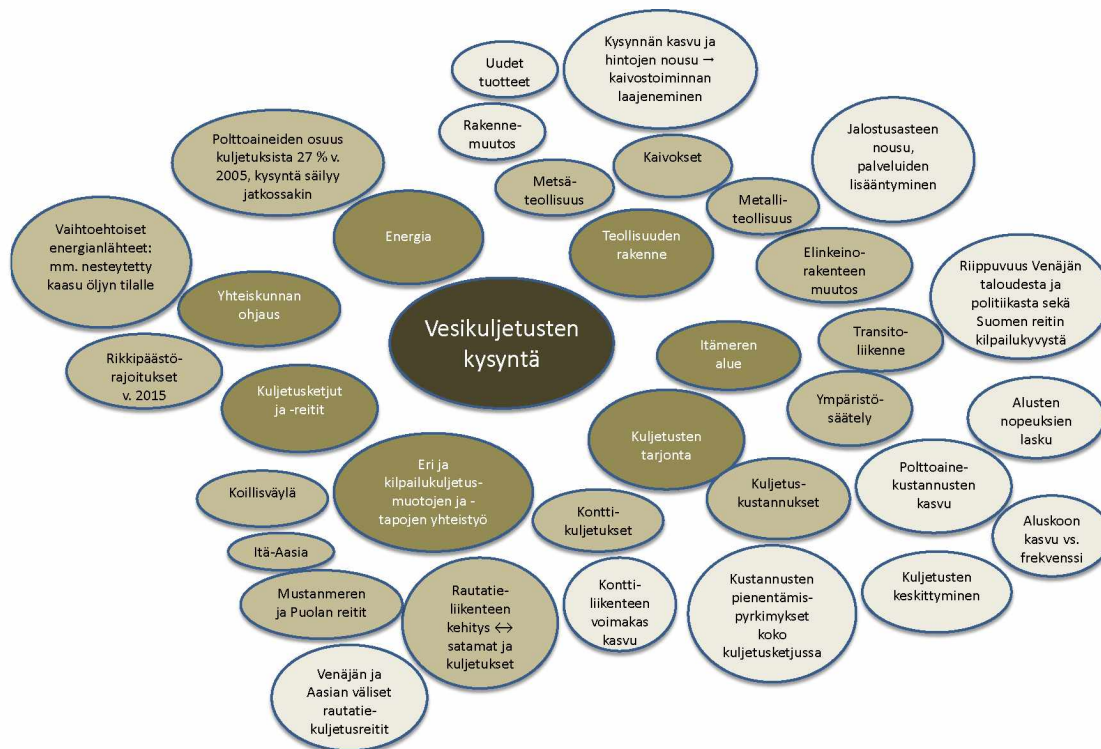 Uudet
tuotteet
Kysynnän kasvu ja
hintojen nousu →
kaivostoiminnan
laajeneminen
Rakenne-
muutos
Polttoaineiden osuus
kuljetuksista 27 % v.
2005, kysyntä säilyy
jatkossakin
Metsä-
teollisuus
Kaivokset
Jalostusasteen
nousu,
palveluiden
lisääntyminen
Metalli-
teollisuus
Energia
Teollisuuden
rakenne
Vaihtoehtoiset
energianlähteet:
mm. nesteytetty
kaasu öljyn tilalle
Elinkeino-
rakenteen
muutos
Riippuvuus Venäjän
taloudesta ja
politiikasta sekä
Suomen reitin
kilpailukyvystä
Yhteiskunnan
ohjaus
Vesikuljetusten
kysyntä
Itämeren
alue
Transito-
liikenne
Rikkipäästö-
rajoitukset
v. 2015
Kuljetusketjut
ja -reitit
Ympäristö-
säätely
Alusten
nopeuksien
lasku
Kuljetusten
tarjonta
Eri ja
kilpailukuljetus-
muotojen ja -
tapojen yhteistyö
Polttoaine-
kustannusten
kasvu
Koillisväylä
Kontti-
kuljetukset
Kuljetus-
kustannukset
Aluskoon
kasvu vs.
frekvenssi
Itä-Aasia
Mustanmeren
ja Puolan reitit
Rautatie-
liikenteen
kehitys ↔
satamat ja
kuljetukset
Kontti-
liikenteen
voimakas
kasvu
Kustannusten
pienentämis-
pyrkimykset
koko
kuljetusketjussa
Kuljetusten
keskittyminen
Venäjän ja
Aasian väliset
rautatie-
kuljetusreitit